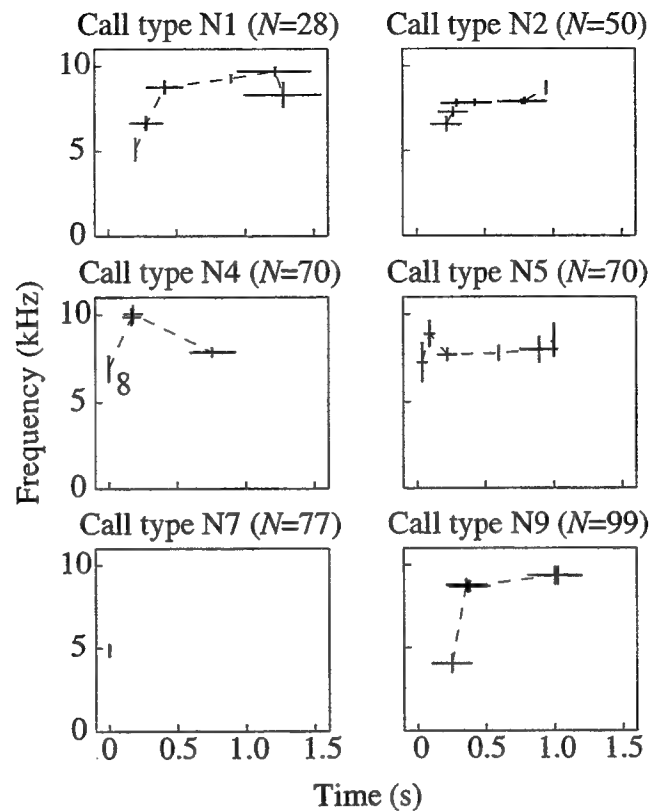 Call type N1 (N=28)
Call type N2 (N=50)
10
5
0
Call type N4 (N=70)
Call type N5 (N=70)
10
5
0
8
Frequency (kHz)
Call type N7 (N=77)
Call type N9 (N=99)
10
5
0
0 0.5 1.0 1.5
0 0.5 1.0 1.5
Time (s)